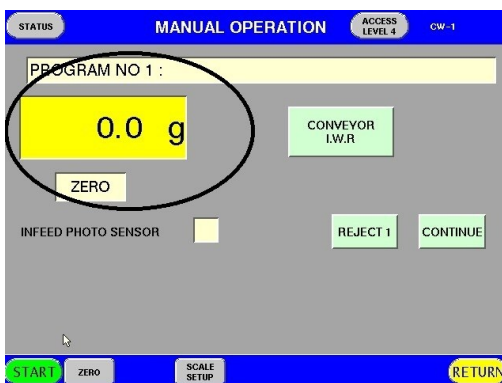 STATUS MANUAL OPERATION ACCESS LEVEL 4 CW-1
PROGRAM NO 1 :
0.0 g
CONVEYOR
I.W.R
ZERO
INFEED PHOTO SENSOR REJECT 1 CONTINUE
START ZERO SCALE SETUP RETURN